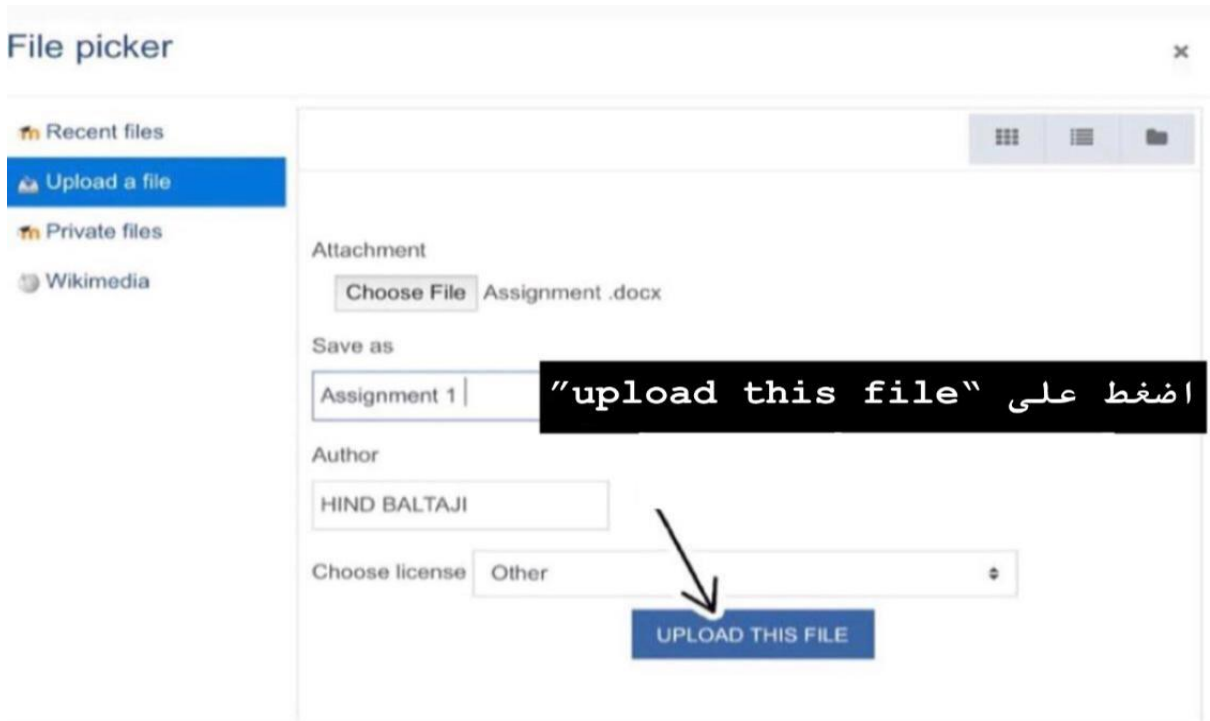 File picker
×
Recent files
Upload a file
Private files
Wikimedia
Attachment
Choose File Assignment .docx
Save as
Assignment 1
اضغط على “upload this file”
Author
HIND BALTAJI
Choose license Other
UPLOAD THIS FILE